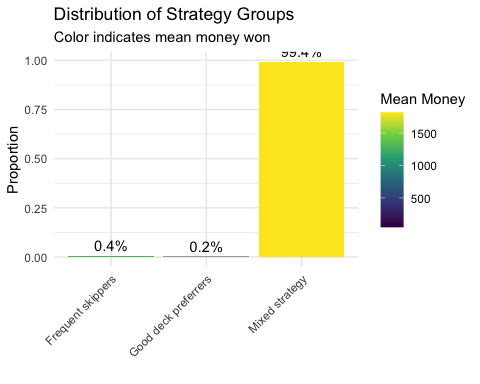 Distribution of Strategy Groups
Color indicates mean money won
Proportion
1.00
0.75
0.50
0.25
0.00
0.4%
0.2%
99.4%
Frequent skippers
Good deck preferrers
Mixed strategy
Mean Money
1500
1000
500